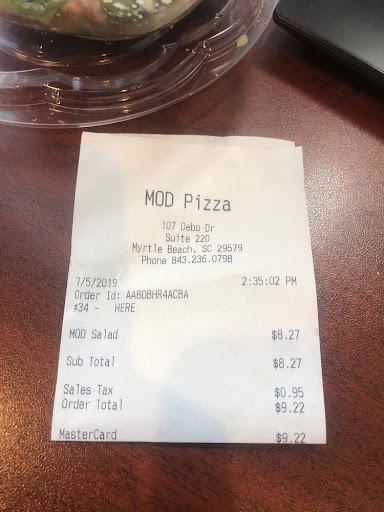 MOD Pizza
107 Debo Dr
Suite 220
Myrtle Beach, SC 29579
Phone 843.236.0798
7/5/2019 2:35:02 PM
Order Id: AABDBHR4ACBA
#34 - HERE
MOD Salad $8.27
Sub Total $8.27
Sales Tax $0.95
Order Total $9.22
MasterCard $9.22